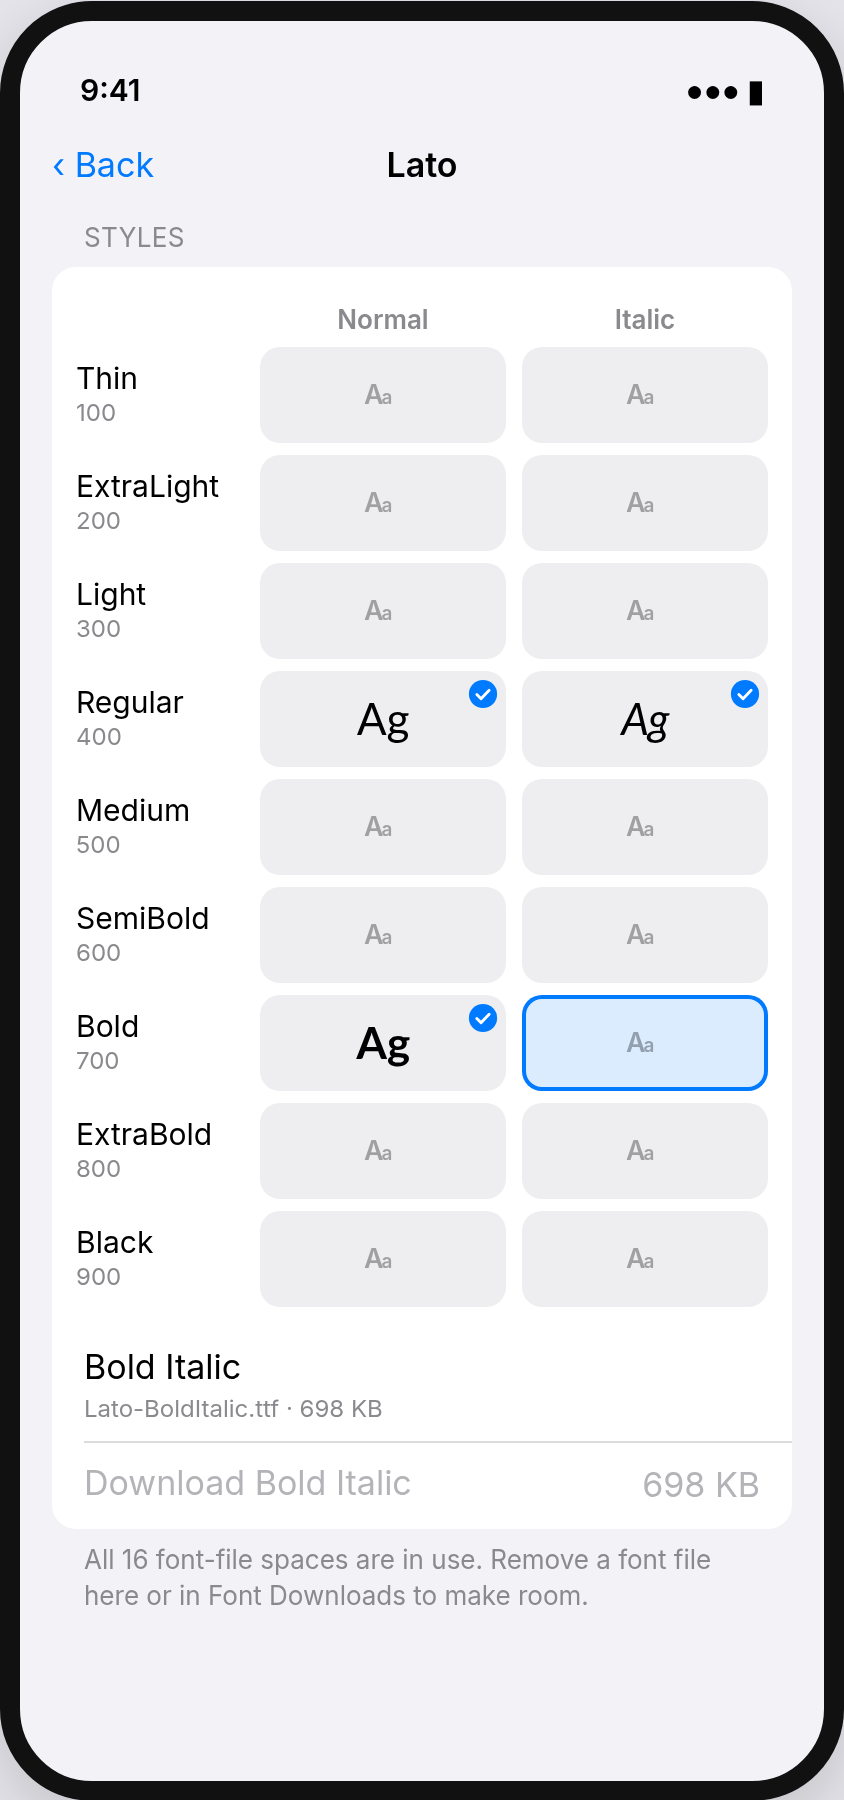 9:41
‹ Back
Lato
STYLES
Normal Italic
Thin
100
Aa Aa
ExtraLight
200
Aa Aa
Light
300
Aa Aa
Regular
400
Ag Ag
Medium
500
Aa Aa
SemiBold
600
Aa Aa
Bold
700
Ag Aa
ExtraBold
800
Aa Aa
Black
900
Aa Aa
Bold Italic
Lato-BoldItalic.ttf · 698 KB
Download Bold Italic 698 KB
All 16 font-file spaces are in use. Remove a font file
here or in Font Downloads to make room.